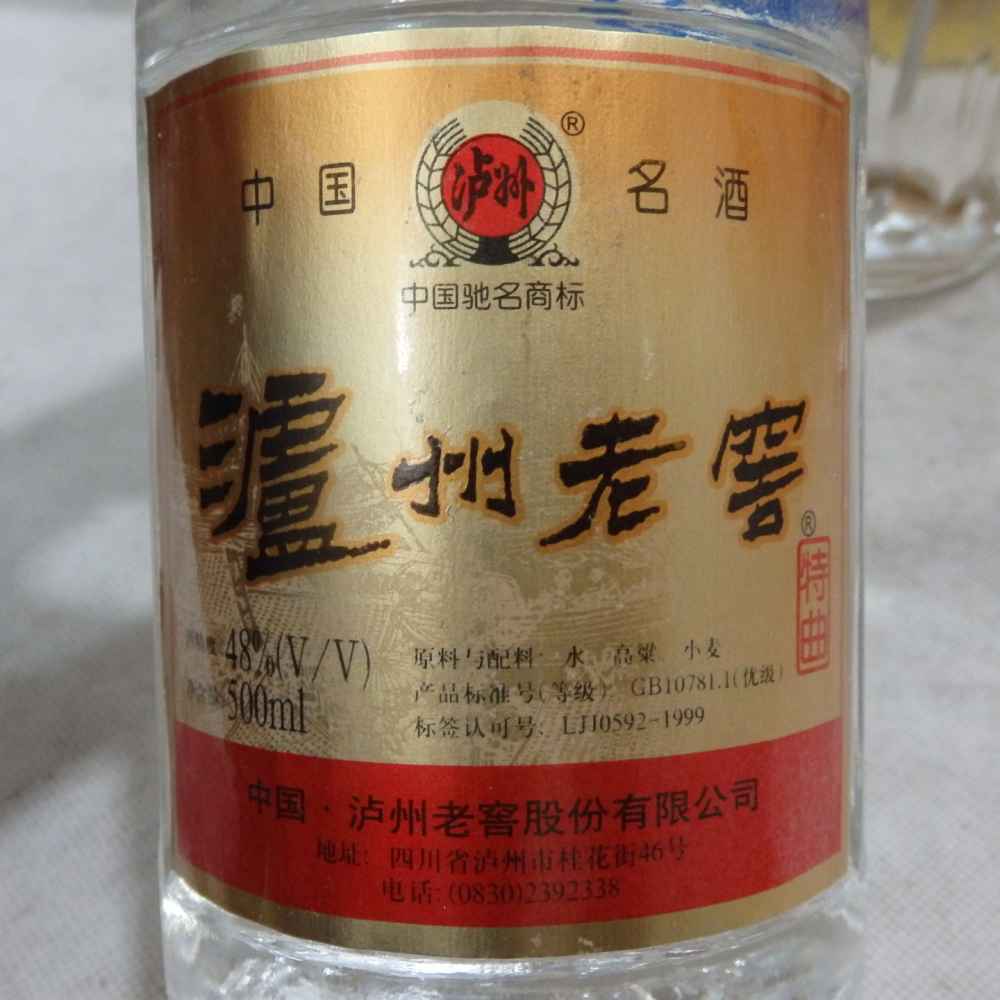 中国 泸州 ® 名酒
中国驰名商标
瀘州老窖®
特曲
48%(V/V)
500ml
原料与配料：水、高粱、小麦
产品标准号(等级)：GB10781.1(优级)
标签认可号：LJJ0592-1999
中国·泸州老窖股份有限公司
地址：四川省泸州市桂花街46号
电话:(0830)2392338